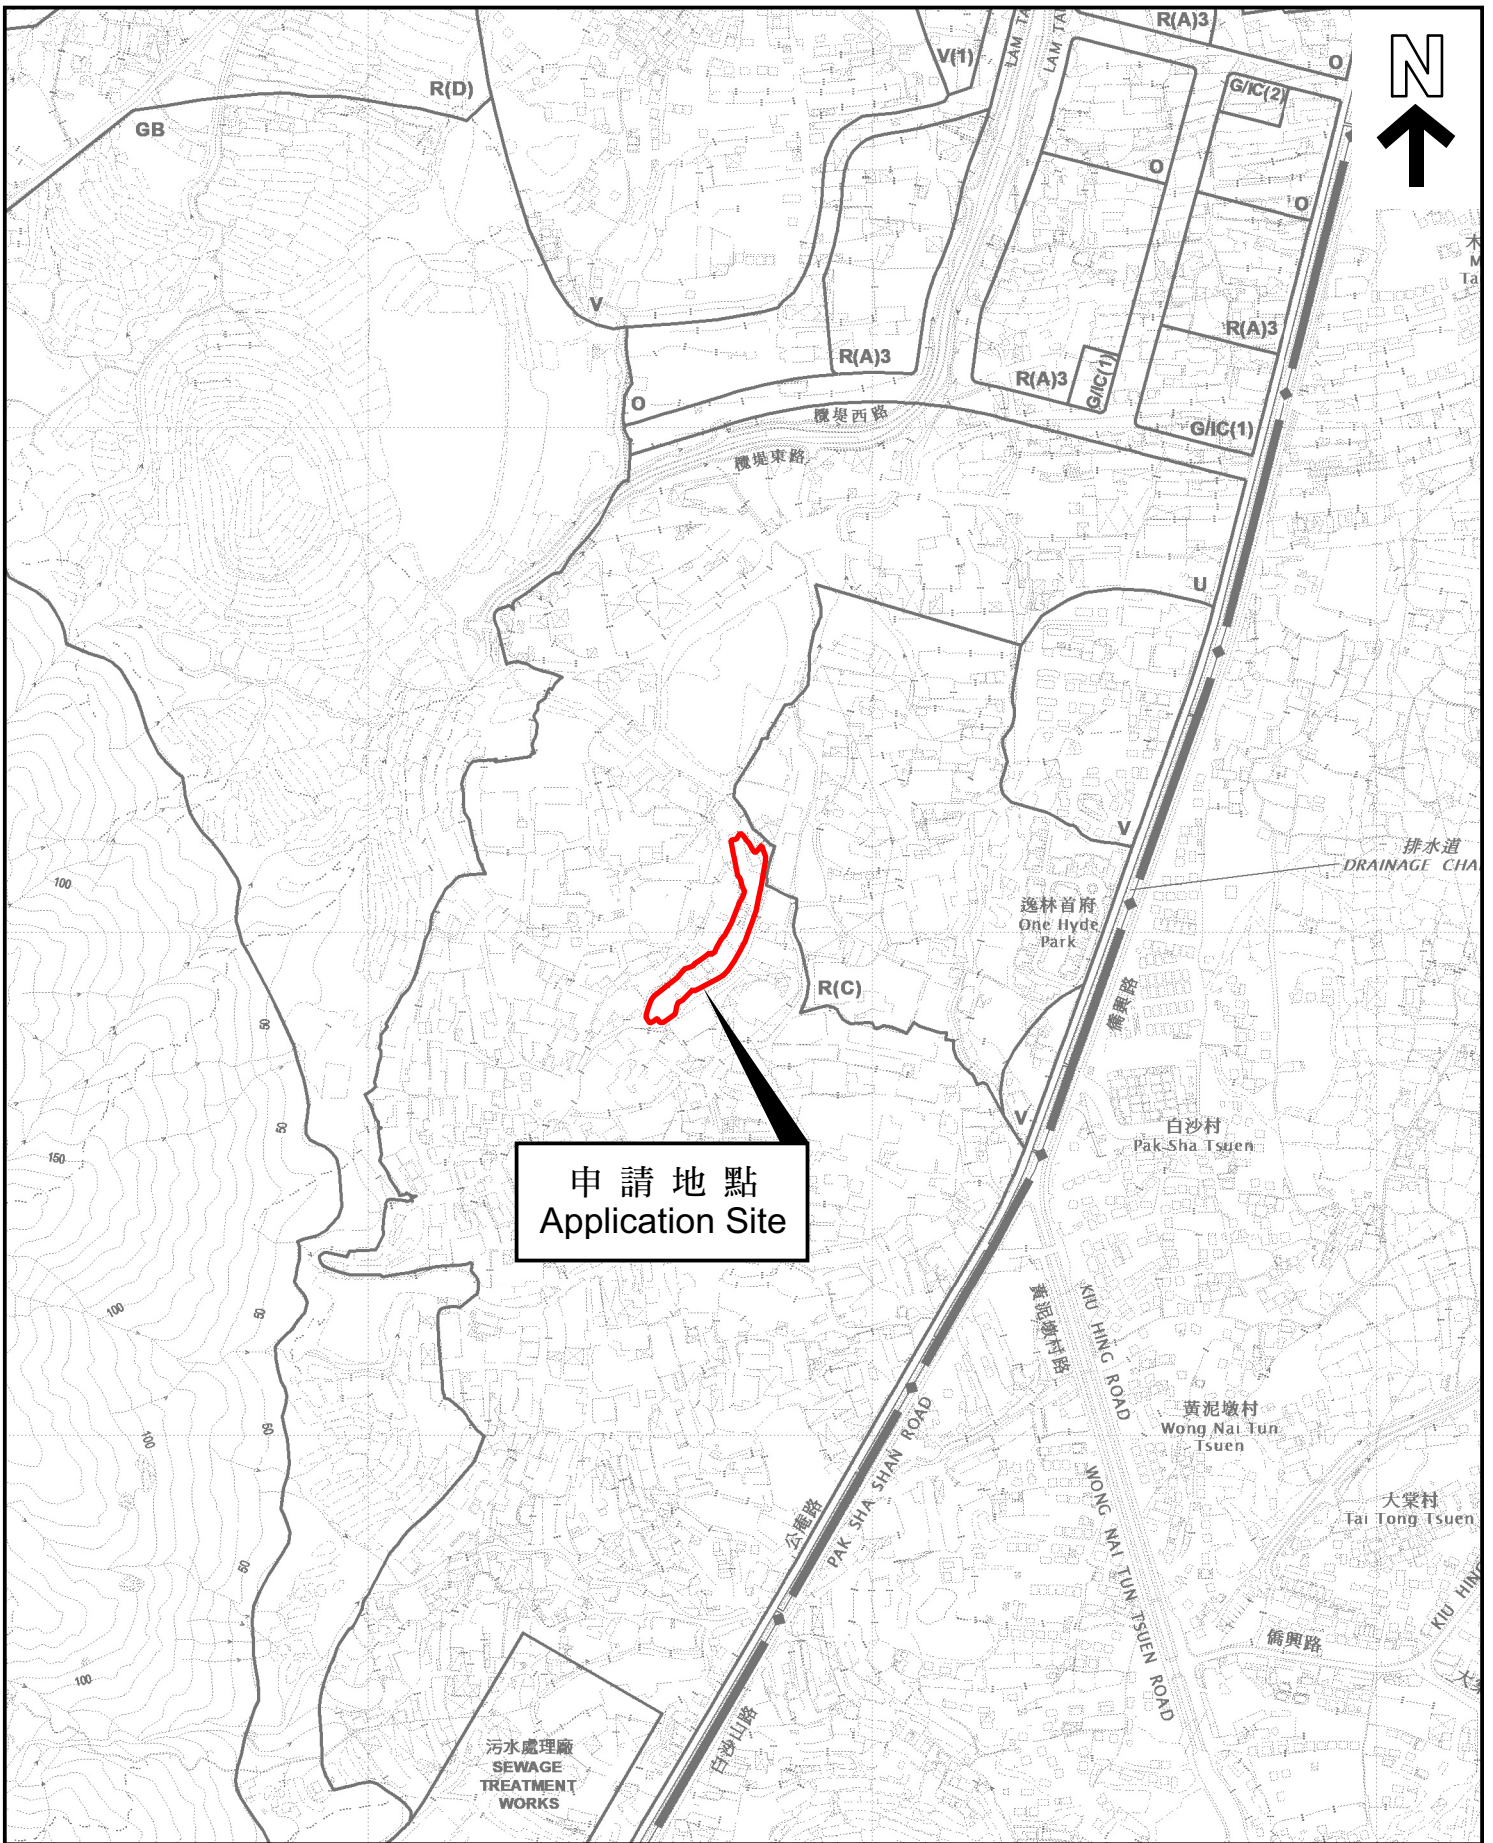 R(A)3
N
V(1)
O
R(D)
G/IC(2)
GB
O
O
V
R(A)3
R(A)3
R(A)3
G/IC(1)
O
欖堤西路
G/IC(1)
欖堤東路
U
V
排水道
100
逸林首府
One Hyde
Park
R(C)
僑興路
50
50
V
白沙村
Pak Sha Tsuen
150
申請地點
Application Site
100
50
黃泥墩村路
KIU HING ROAD
黃泥墩村
Wong Nai Tun
Tsuen
100
PAK SHA SHAN ROAD
WONG NAI TUN TSUEN ROAD
大棠村
Tai Tong Tsuen
公庵路
50
僑興路
100
白沙山路
污水處理廠
SEWAGE
TREATMENT
WORKS